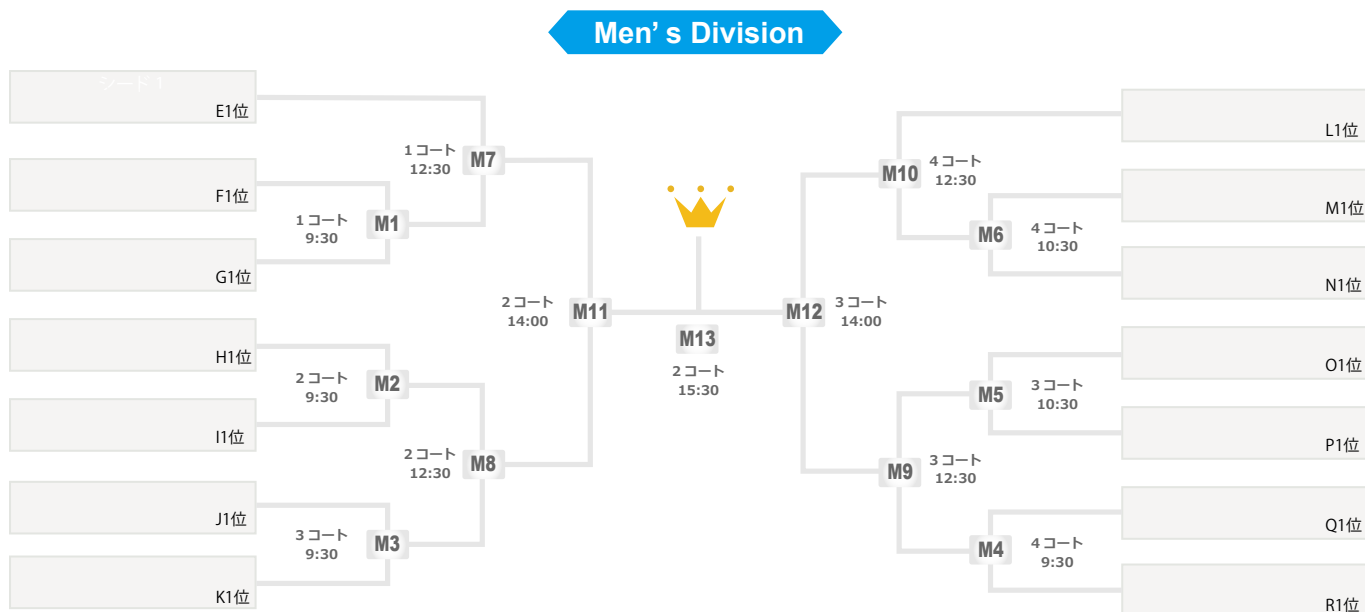 Men's Division
シード 1
E1位
F1位
G1位
H1位
I1位
J1位
K1位
1コート
9:30
M1
2コート
9:30
M2
3コート
9:30
M3
1コート
12:30
M7
2コート
12:30
M8
2コート
14:00
M11
M13
2コート
15:30
M12
3コート
14:00
M10
4コート
12:30
M9
3コート
12:30
M6
4コート
10:30
M5
3コート
10:30
M4
4コート
9:30
L1位
M1位
N1位
O1位
P1位
Q1位
R1位